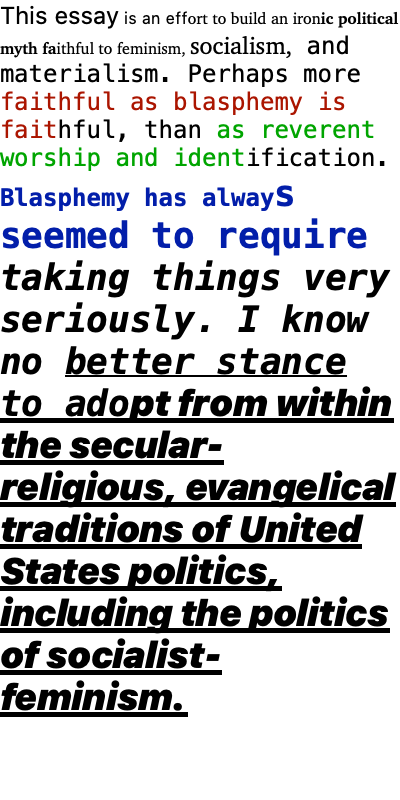 This essay is an effort to build an ironic political
myth faithful to feminism, socialism, and
materialism. Perhaps more
faithful as blasphemy is
faithful, than as reverent
worship and identification.
Blasphemy has always
seemed to require
taking things very
seriously. I know
no better stance
to adopt from within
the secular-
religious, evangelical
traditions of United
States politics,
including the politics
of socialist-
feminism.